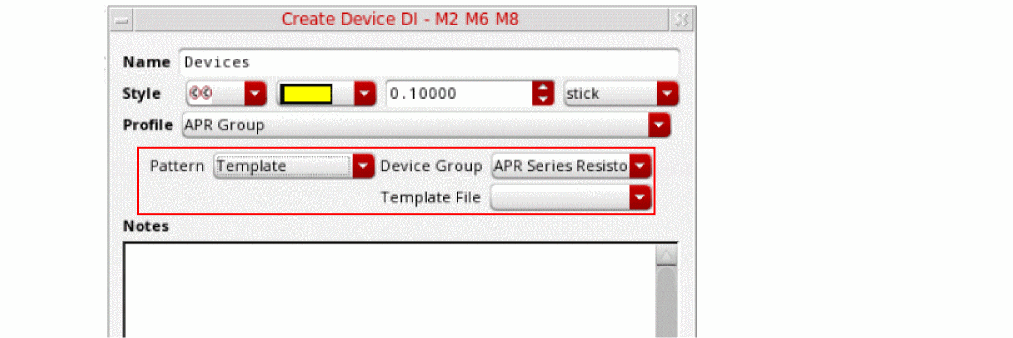 Create Device DI - M2 M6 M8
Name Devices
Style 0.10000 stick
Profile APR Group
Pattern Template Device Group APR Series Resisto
Template File
Notes